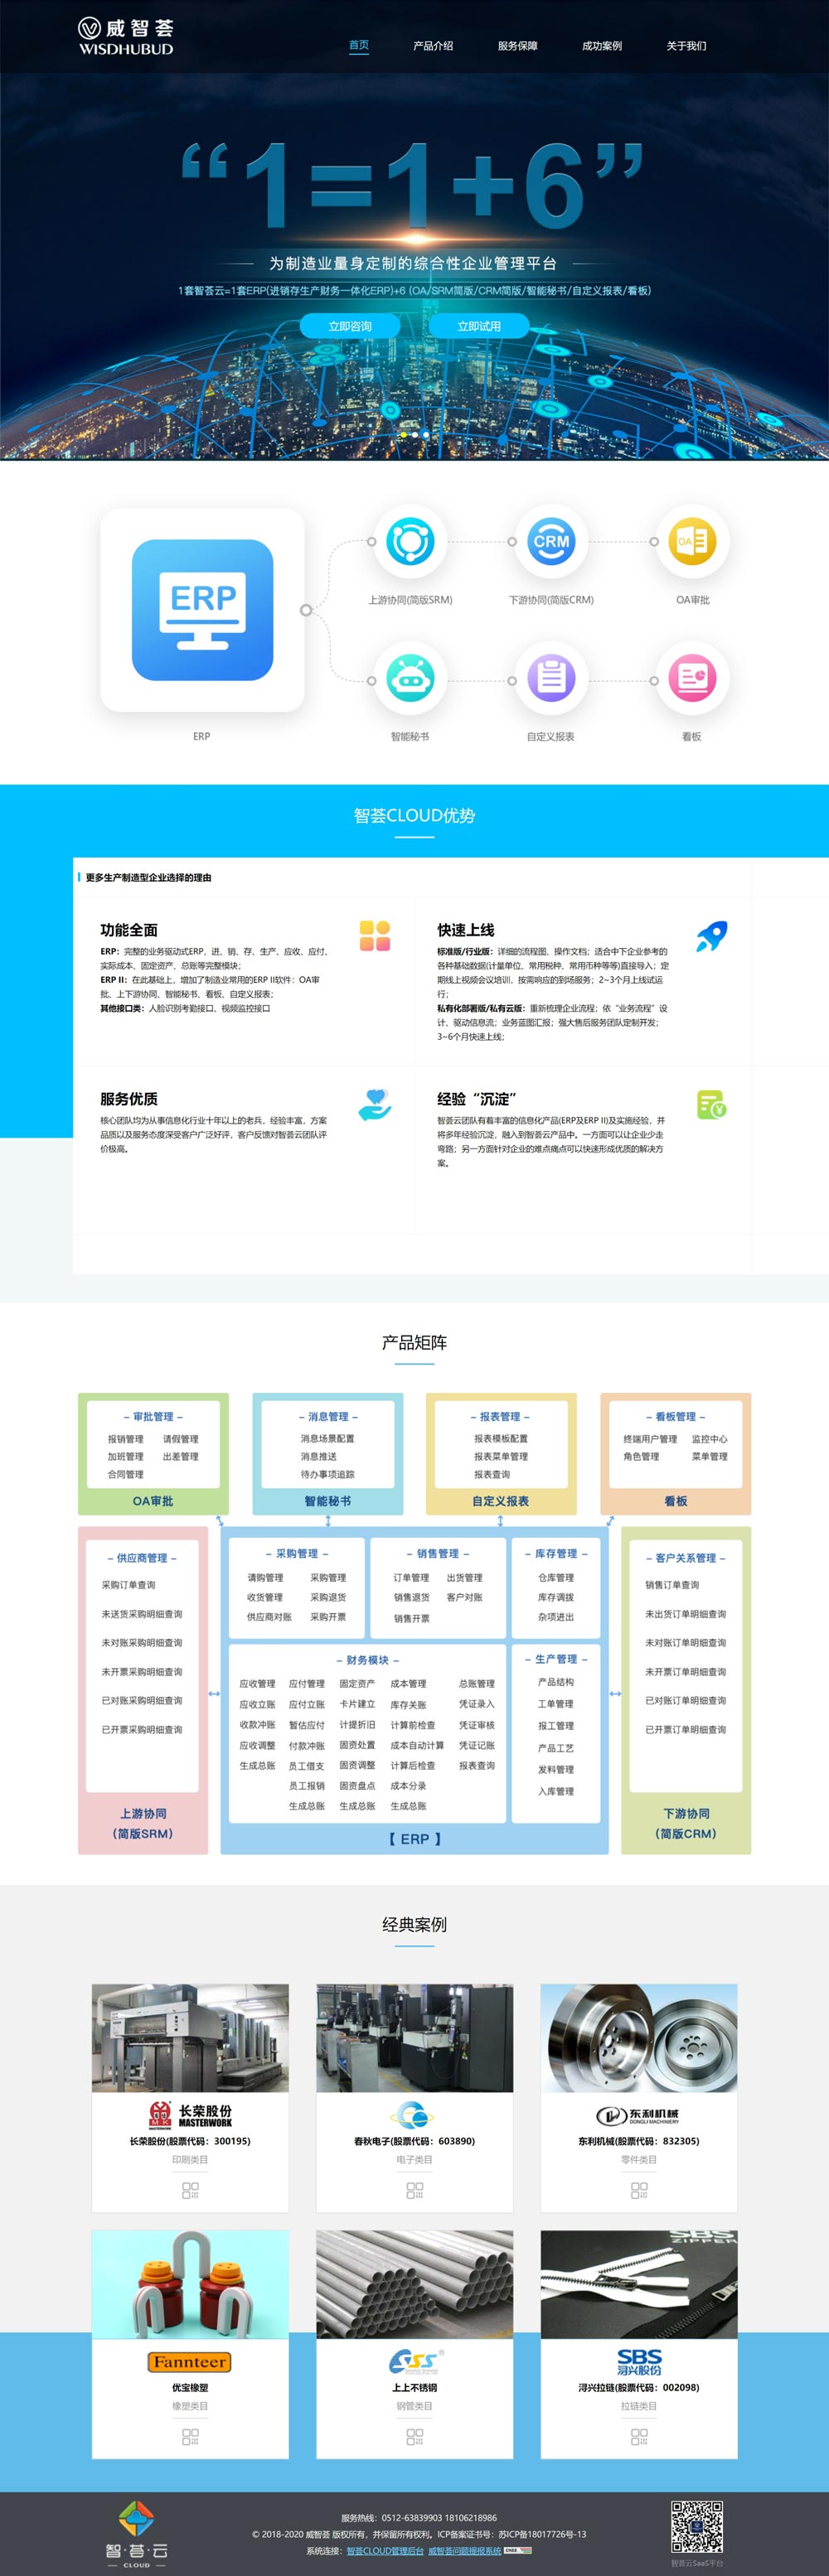 威智荟
WISDHUBUD
首页 产品介绍 服务保障 成功案例 关于我们
“1=1+6”
为制造业量身定制的综合性企业管理平台
1套智荟云=1套ERP(进销存生产财务一体化ERP)+6 (OA/SRM简版/CRM简版/智能秘书/自定义报表/看板)
立即咨询 立即试用
ERP
CRM
OA
上游协同(简版SRM) 下游协同(简版CRM) OA审批
ERP 智能秘书 自定义报表 看板
智荟CLOUD优势
更多生产制造型企业选择的理由
功能全面
ERP：完整的业务驱动式ERP，进、销、存、生产、应收、应付、
实际成本、固定资产、总账等完整模块；
ERP II：在此基础上，增加了制造业常用的ERP II软件：OA审
批、上下游协同、智能秘书、看板、自定义报表；
其他接口类：人脸识别考勤接口、视频监控接口
快速上线
标准版/行业版：详细的流程图、操作文档；适合中下企业参考的
各种基础数据(计量单位、常用税种、常用币种等等)直接导入；定
期线上视频会议培训，按需响应的到场服务；2~3个月上线试运
行；
私有化部署版/私有云版：重新梳理企业流程；依“业务流程”设
计、驱动信息流；业务蓝图汇报；强大售后服务团队定制开发；
3~6个月快速上线；
服务优质
核心团队均为从事信息化行业十年以上的老兵，经验丰富，方案
品质以及服务态度深受客户广泛好评，客户反馈对智荟云团队评
价极高。
经验“沉淀”
智荟云团队有着丰富的信息化产品(ERP及ERP II)及实施经验，并
将多年经验沉淀，融入到智荟云产品中。一方面可以让企业少走
弯路；另一方面针对企业的难点痛点可以快速形成优质的解决方
案。
产品矩阵
– 审批管理 –
报销管理 请假管理
加班管理 出差管理
合同管理
OA审批
– 消息管理 –
消息场景配置
消息推送
待办事项追踪
智能秘书
– 报表管理 –
报表模板配置
报表菜单管理
报表查询
自定义报表
– 看板管理 –
终端用户管理 监控中心
角色管理 菜单管理
看板
– 供应商管理 –
采购订单查询
未送货采购明细查询
未对账采购明细查询
未开票采购明细查询
已对账采购明细查询
已开票采购明细查询
上游协同
（简版SRM）
– 采购管理 –
请购管理 采购管理
收货管理 采购退货
供应商对账 采购开票
– 销售管理 –
订单管理 出货管理
销售退货 客户对账
销售开票
– 库存管理 –
仓库管理
库存调拨
杂项进出
– 财务模块 –
应收管理 应付管理 固定资产 成本管理 总账管理
应收立账 应付立账 卡片建立 库存关账 凭证录入
收款冲账 暂估应付 计提折旧 计算前检查 凭证审核
应收调整 付款冲账 固资处置 成本自动计算 凭证记账
生成总账 员工借支 固资调整 计算后检查 报表查询
员工报销 固资盘点 成本分录
生成总账 生成总账 生成总账
– 生产管理 –
产品结构
工单管理
报工管理
产品工艺
发料管理
入库管理
【 ERP 】
– 客户关系管理 –
销售订单查询
未出货订单明细查询
未对账订单明细查询
未开票订单明细查询
已对账订单明细查询
已开票订单明细查询
下游协同
（简版CRM）
经典案例
长荣股份
MASTERWORK
长荣股份(股票代码：300195)
印刷类目
春秋电子(股票代码：603890)
电子类目
东利机械
DONGLI MACHINERY
东利机械(股票代码：832305)
零件类目
Fannteer
优宝橡塑
橡塑类目
SSS
上上不锈钢
钢管类目
SBS
ZIPPER
SBS
浔兴股份
浔兴拉链(股票代码：002098)
拉链类目
智·荟·云
— CLOUD —
服务热线：0512-63839903 18106218986
© 2018-2020 威智荟 版权所有，并保留所有权利。ICP备案证书号：苏ICP备18017726号-13
系统连接：智荟CLOUD管理后台 威智荟问题提报系统
智荟云SaaS平台